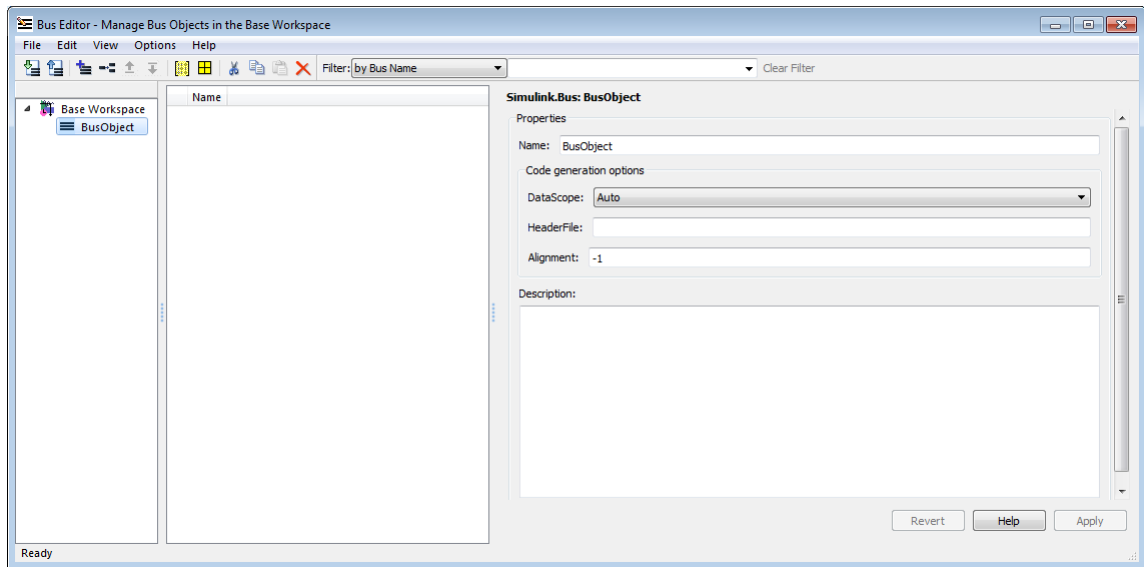 Bus Editor - Manage Bus Objects in the Base Workspace
File Edit View Options Help
Filter: by Bus Name Clear Filter
Base Workspace
BusObject
Name
Simulink.Bus: BusObject
Properties
Name: BusObject
Code generation options
DataScope: Auto
HeaderFile:
Alignment: -1
Description:
Revert Help Apply
Ready